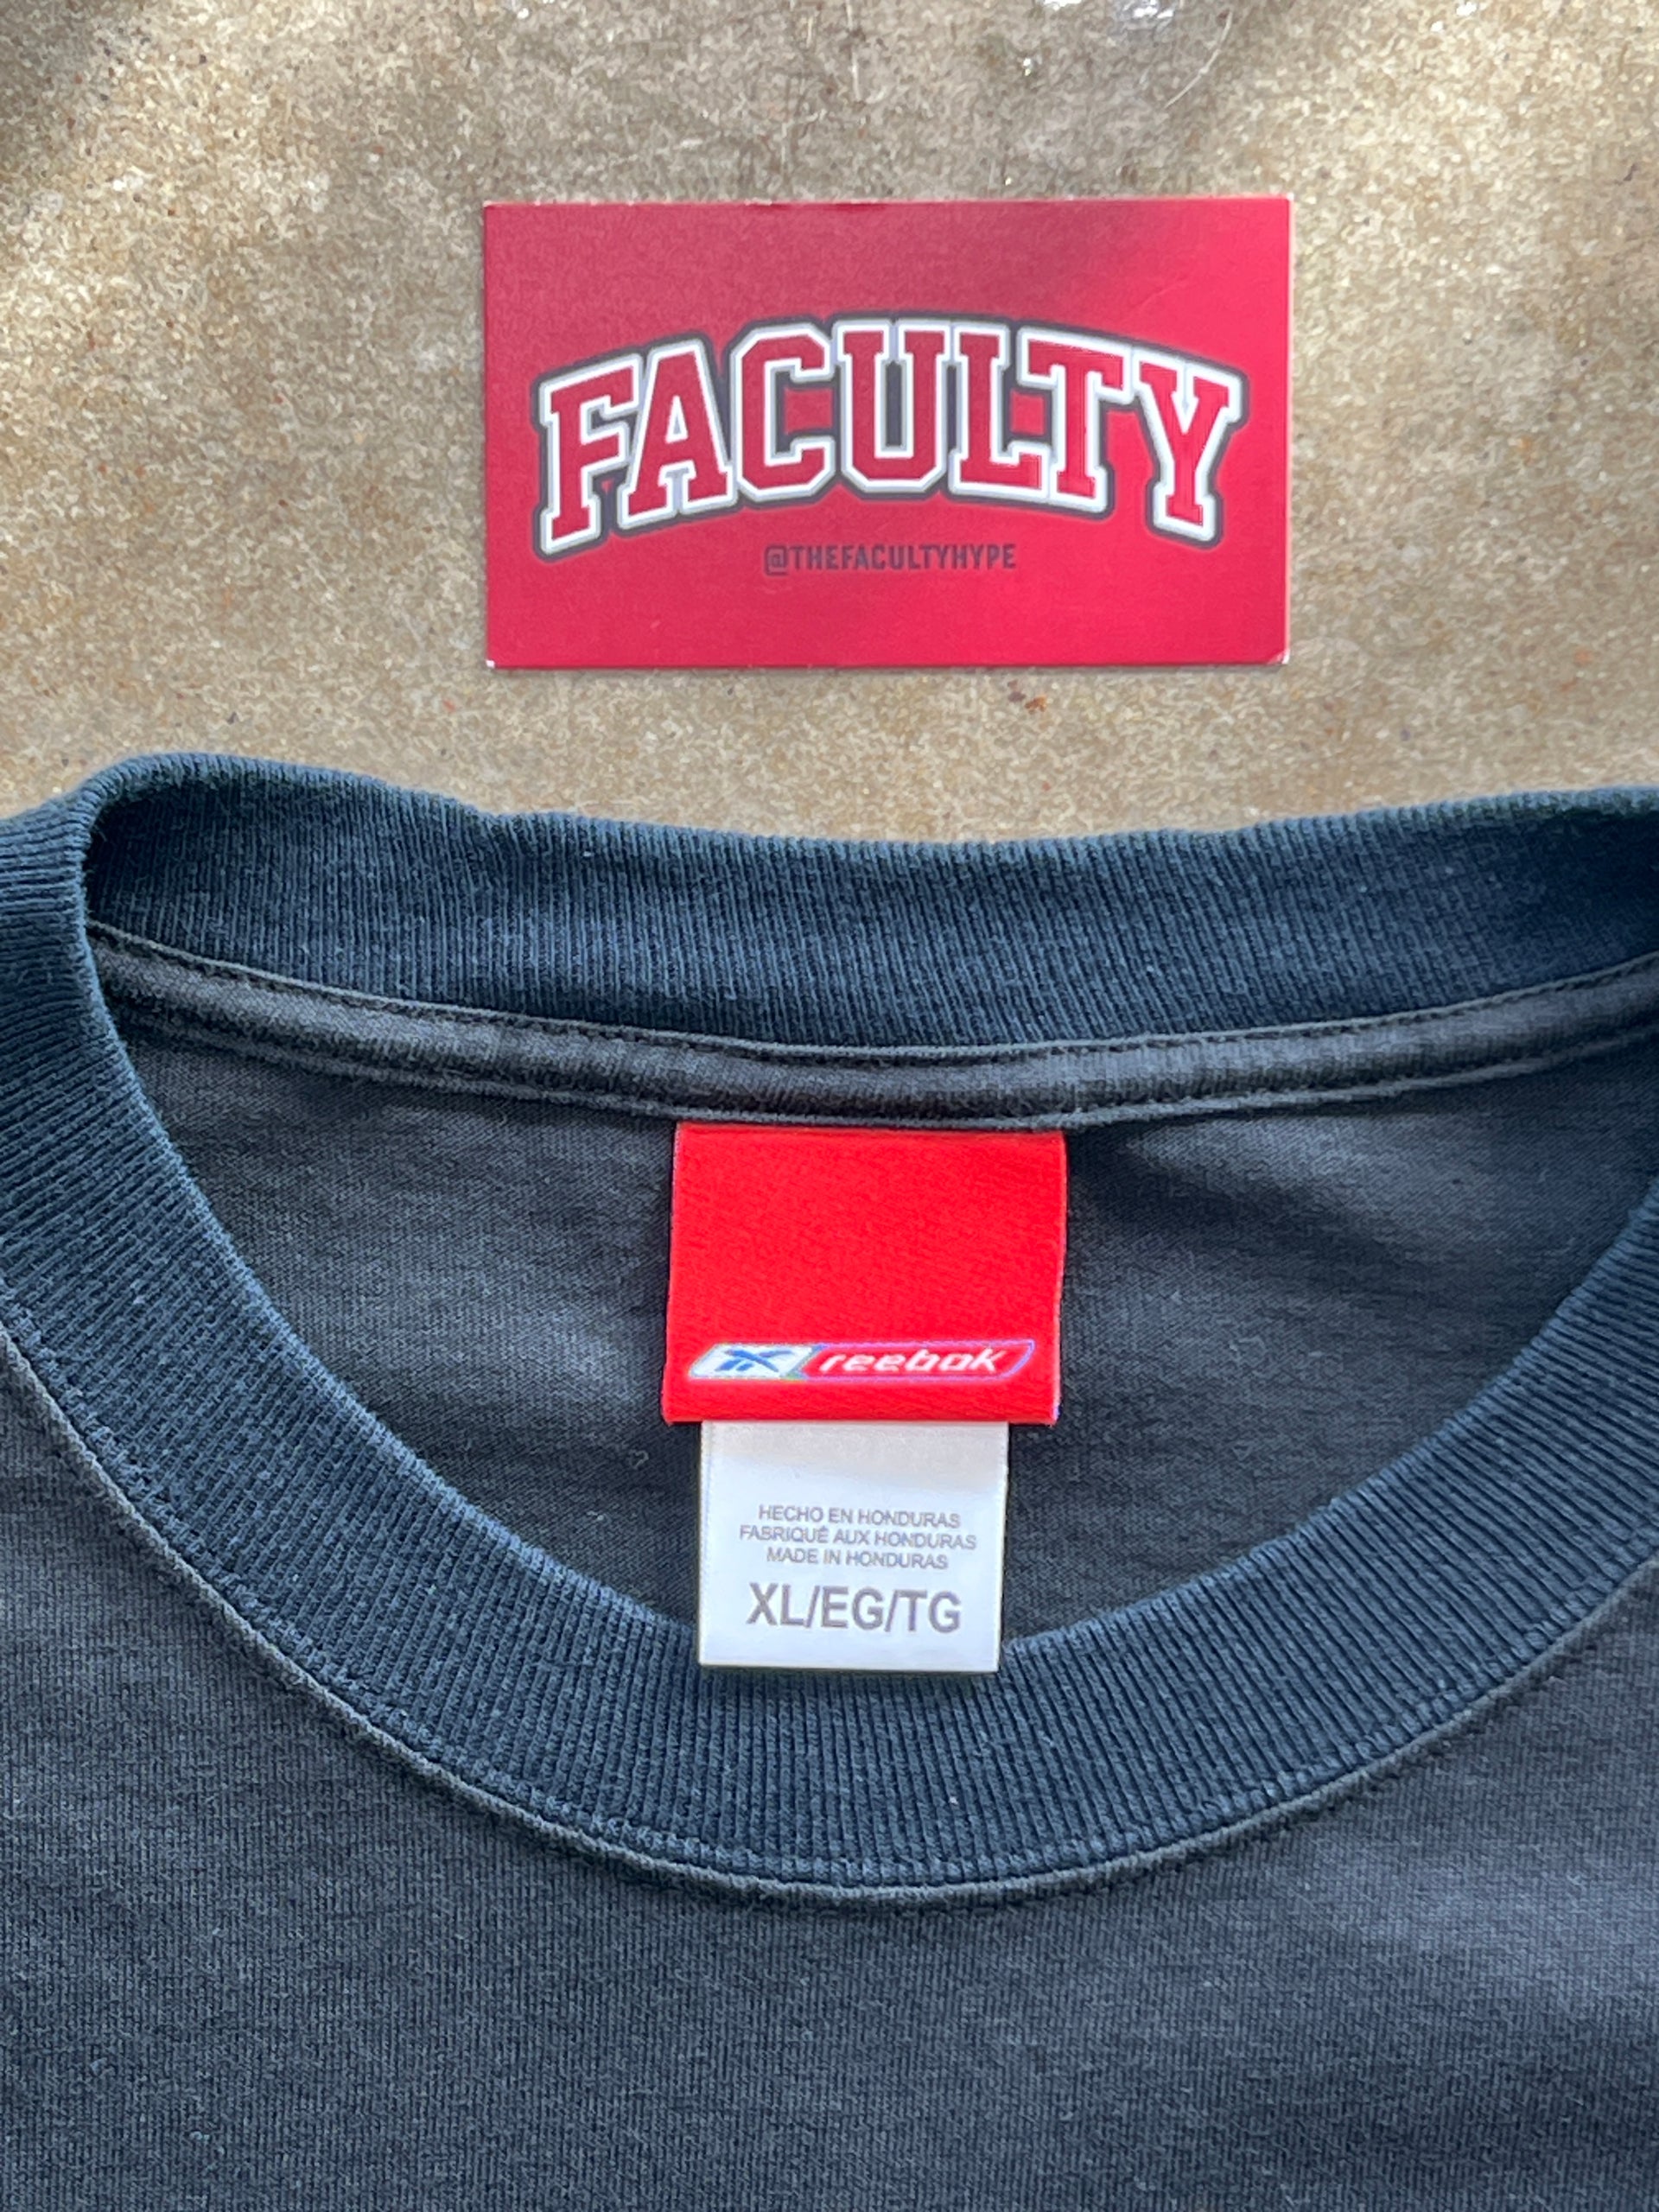 FACULTY
@THEFACULTYHYPE
reebok
HECHO EN HONDURAS
FABRIQUÉ AUX HONDURAS
MADE IN HONDURAS
XL/EG/TG